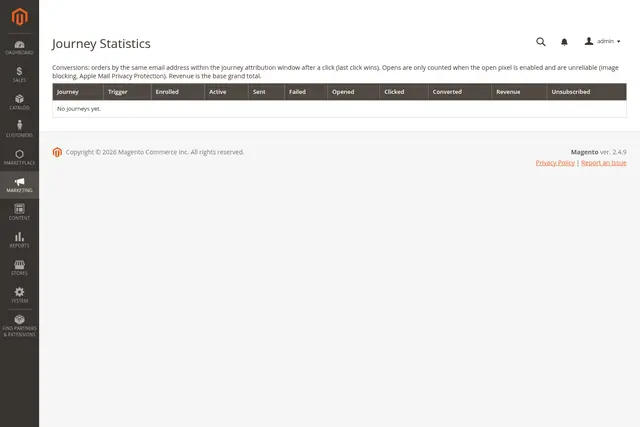 Journey Statistics
admin
Conversions: orders by the same email address within the journey attribution window after a click (last click wins). Opens are only counted when the open pixel is enabled and are unreliable (image
blocking, Apple Mail Privacy Protection). Revenue is the base grand total.
Journey Trigger Enrolled Active Sent Failed Opened Clicked Converted Revenue Unsubscribed
No journeys yet.
DASHBOARD
SALES
CATALOG
CUSTOMERS
MARKETPLACE
MARKETING
CONTENT
REPORTS
STORES
SYSTEM
FIND PARTNERS
& EXTENSIONS
Copyright © 2026 Magento Commerce Inc. All rights reserved.
Magento ver. 2.4.9
Privacy Policy | Report an Issue